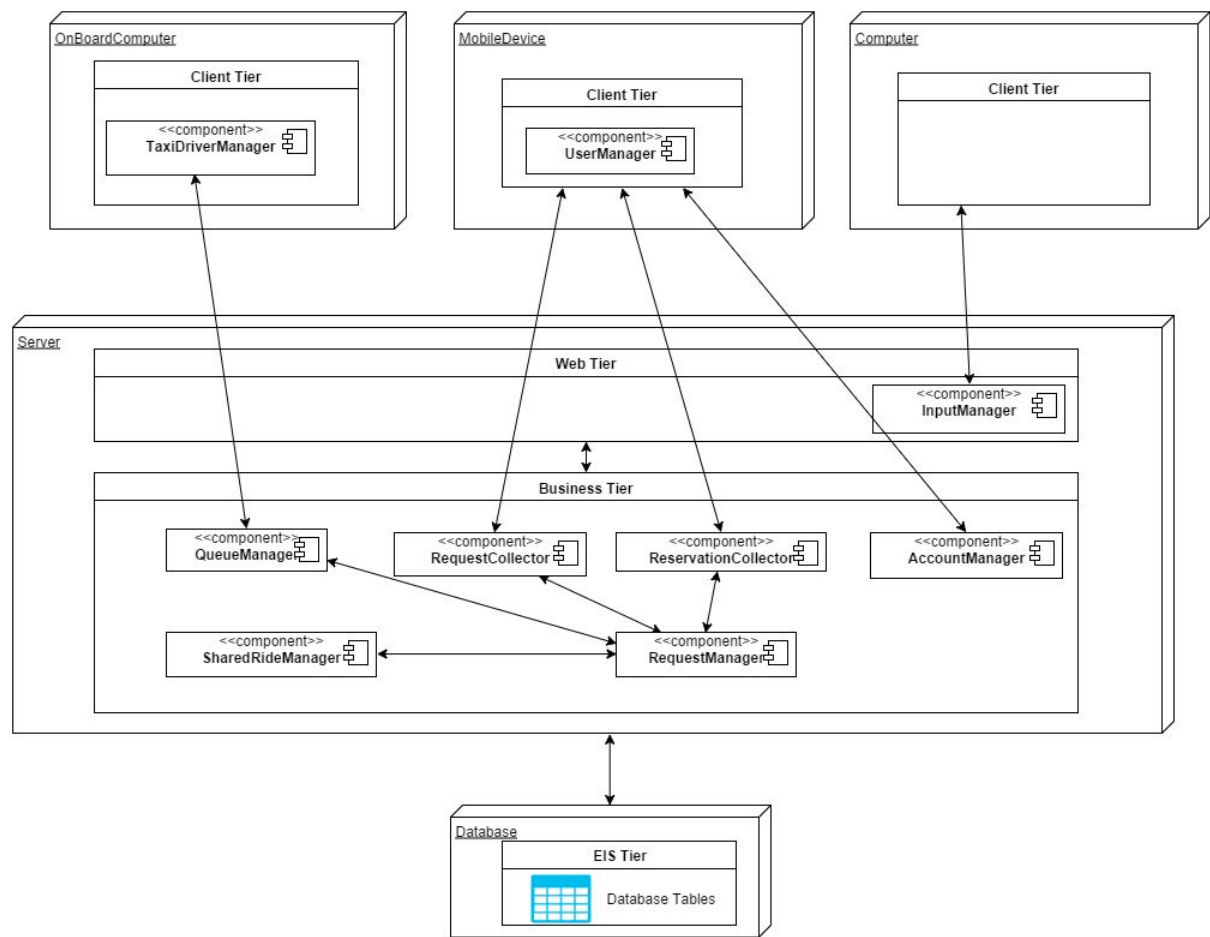 OnBoardComputer
Client Tier
<<component>>
TaxiDriverManager
MobileDevice
Client Tier
<<component>>
UserManager
Computer
Client Tier
Server
Web Tier
<<component>>
InputManager
Business Tier
<<component>>
QueueManager
<<component>>
RequestCollector
<<component>>
ReservationCollector
<<component>>
AccountManager
<<component>>
SharedRideManager
<<component>>
RequestManager
Database
EIS Tier
Database Tables